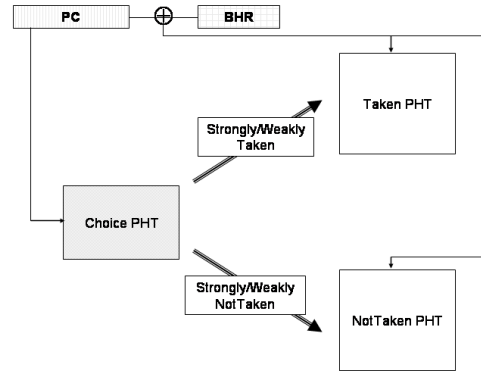 PC
BHR
Taken PHT
Strongly/Weakly
Taken
Choice PHT
Strongly/Weakly
NotTaken
NotTaken PHT